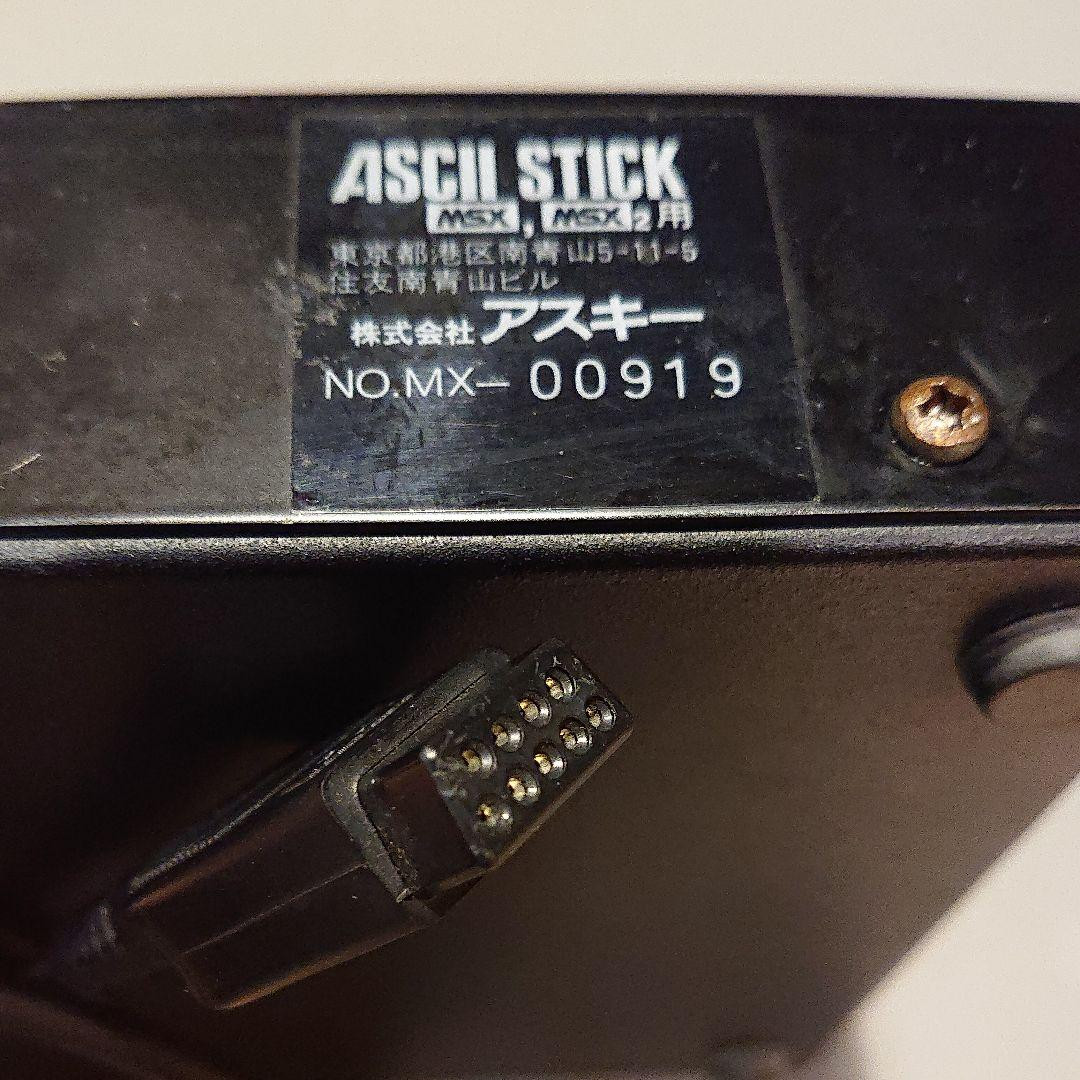 ASCII STICK
MSX, MSX2用
東京都港区南青山5-11-5
住友南青山ビル
株式会社アスキー
NO.MX-00919